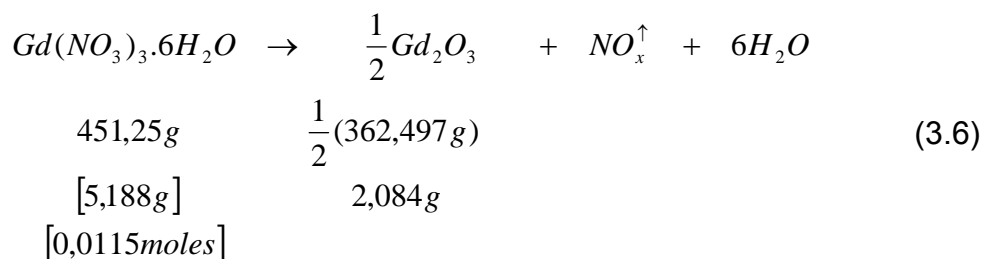 Gd(NO₃)₃.6H₂O → 1/2 Gd₂O₃ + NOₓ↑ + 6H₂O
451,25g 1/2 (362,497g) (3.6)
[5,188g] 2,084g
[0,0115moles]